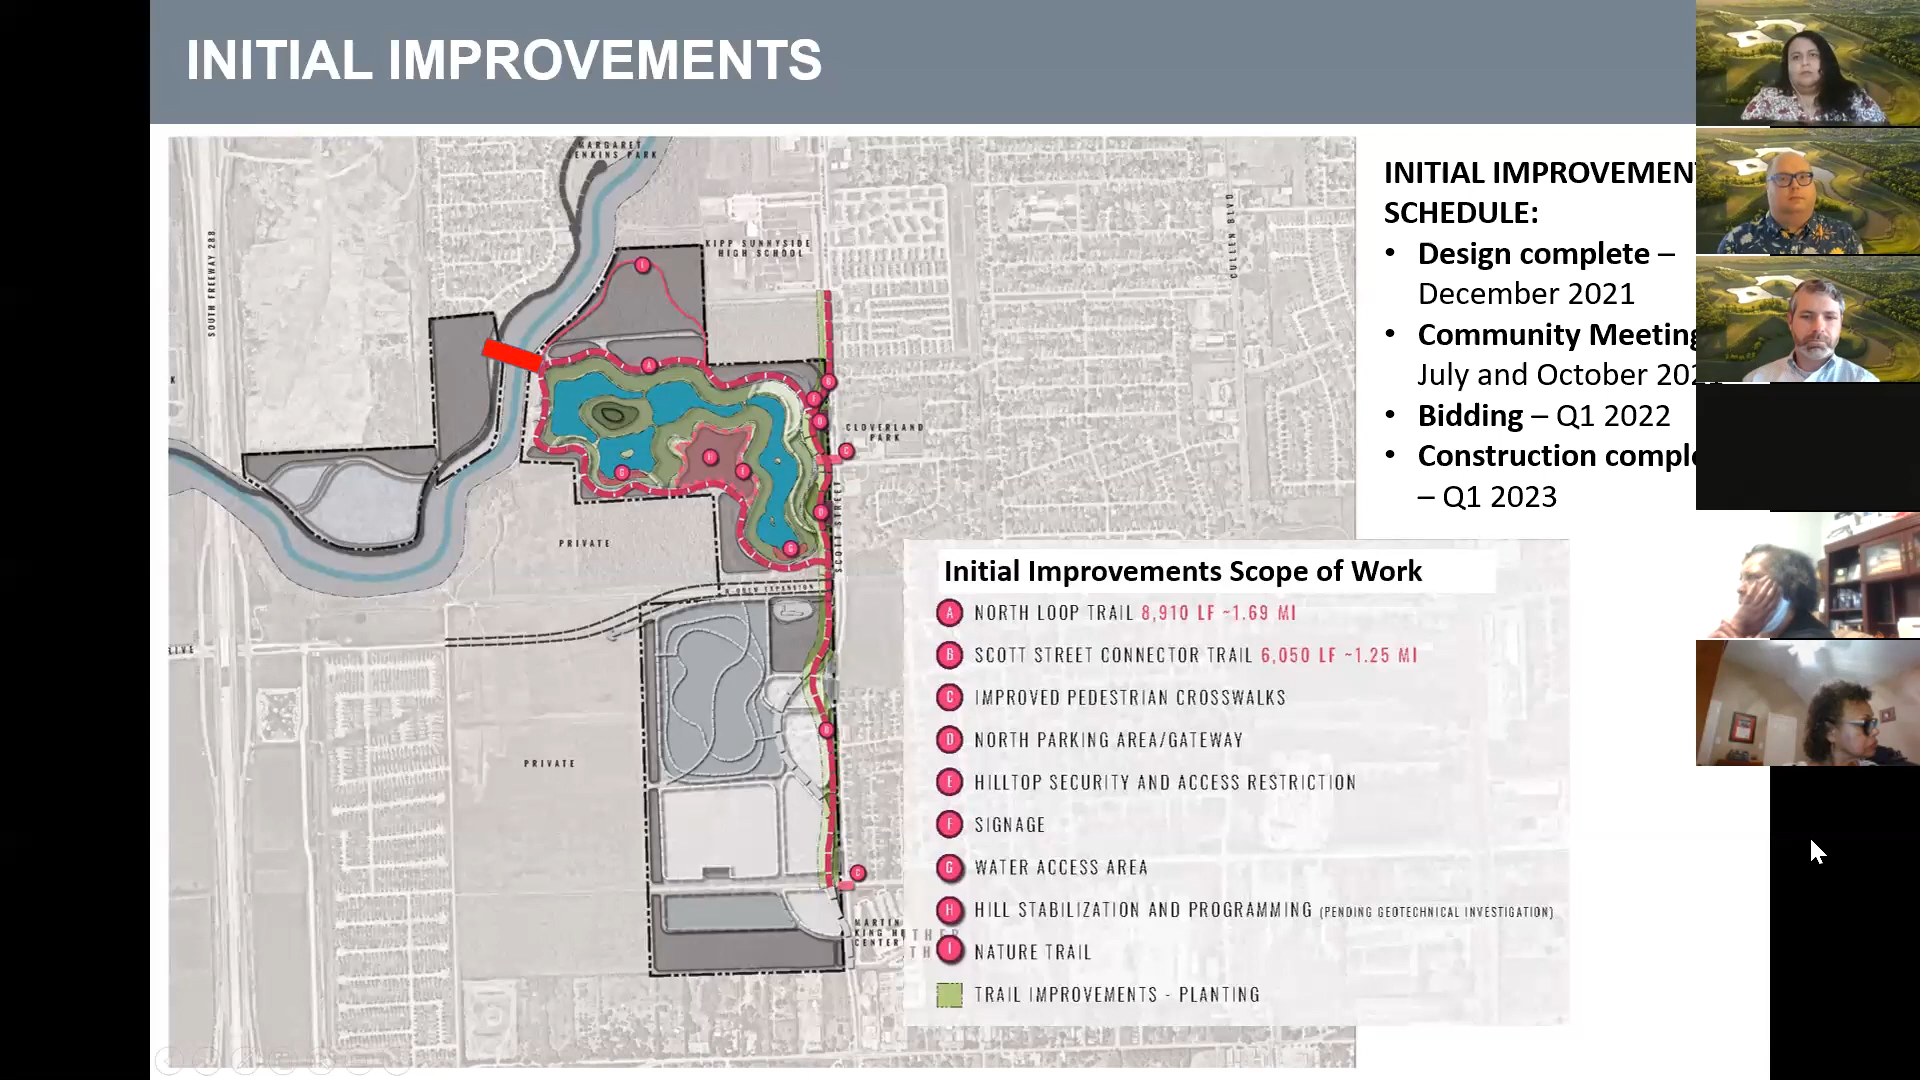 INITIAL IMPROVEMENTS
MARGARET
JENKINS PARK
KIPP SUNNYSIDE
HIGH SCHOOL
SOUTH FREEWAY 288
CULLEN BLVD
CLOVERLAND
PARK
SCOTT STREET
PRIVATE
PRIVATE
MARTIN
CENTER
INITIAL IMPROVEMEN
SCHEDULE:
• Design complete –
December 2021
• Community Meeting
July and October 202
• Bidding – Q1 2022
• Construction comple
– Q1 2023
Initial Improvements Scope of Work
A NORTH LOOP TRAIL 8,910 LF ~1.69 MI
B SCOTT STREET CONNECTOR TRAIL 6,050 LF ~1.25 MI
C IMPROVED PEDESTRIAN CROSSWALKS
D NORTH PARKING AREA/GATEWAY
E HILLTOP SECURITY AND ACCESS RESTRICTION
F SIGNAGE
G WATER ACCESS AREA
H HILL STABILIZATION AND PROGRAMMING (PENDING GEOTECHNICAL INVESTIGATION)
I NATURE TRAIL
TRAIL IMPROVEMENTS - PLANTING